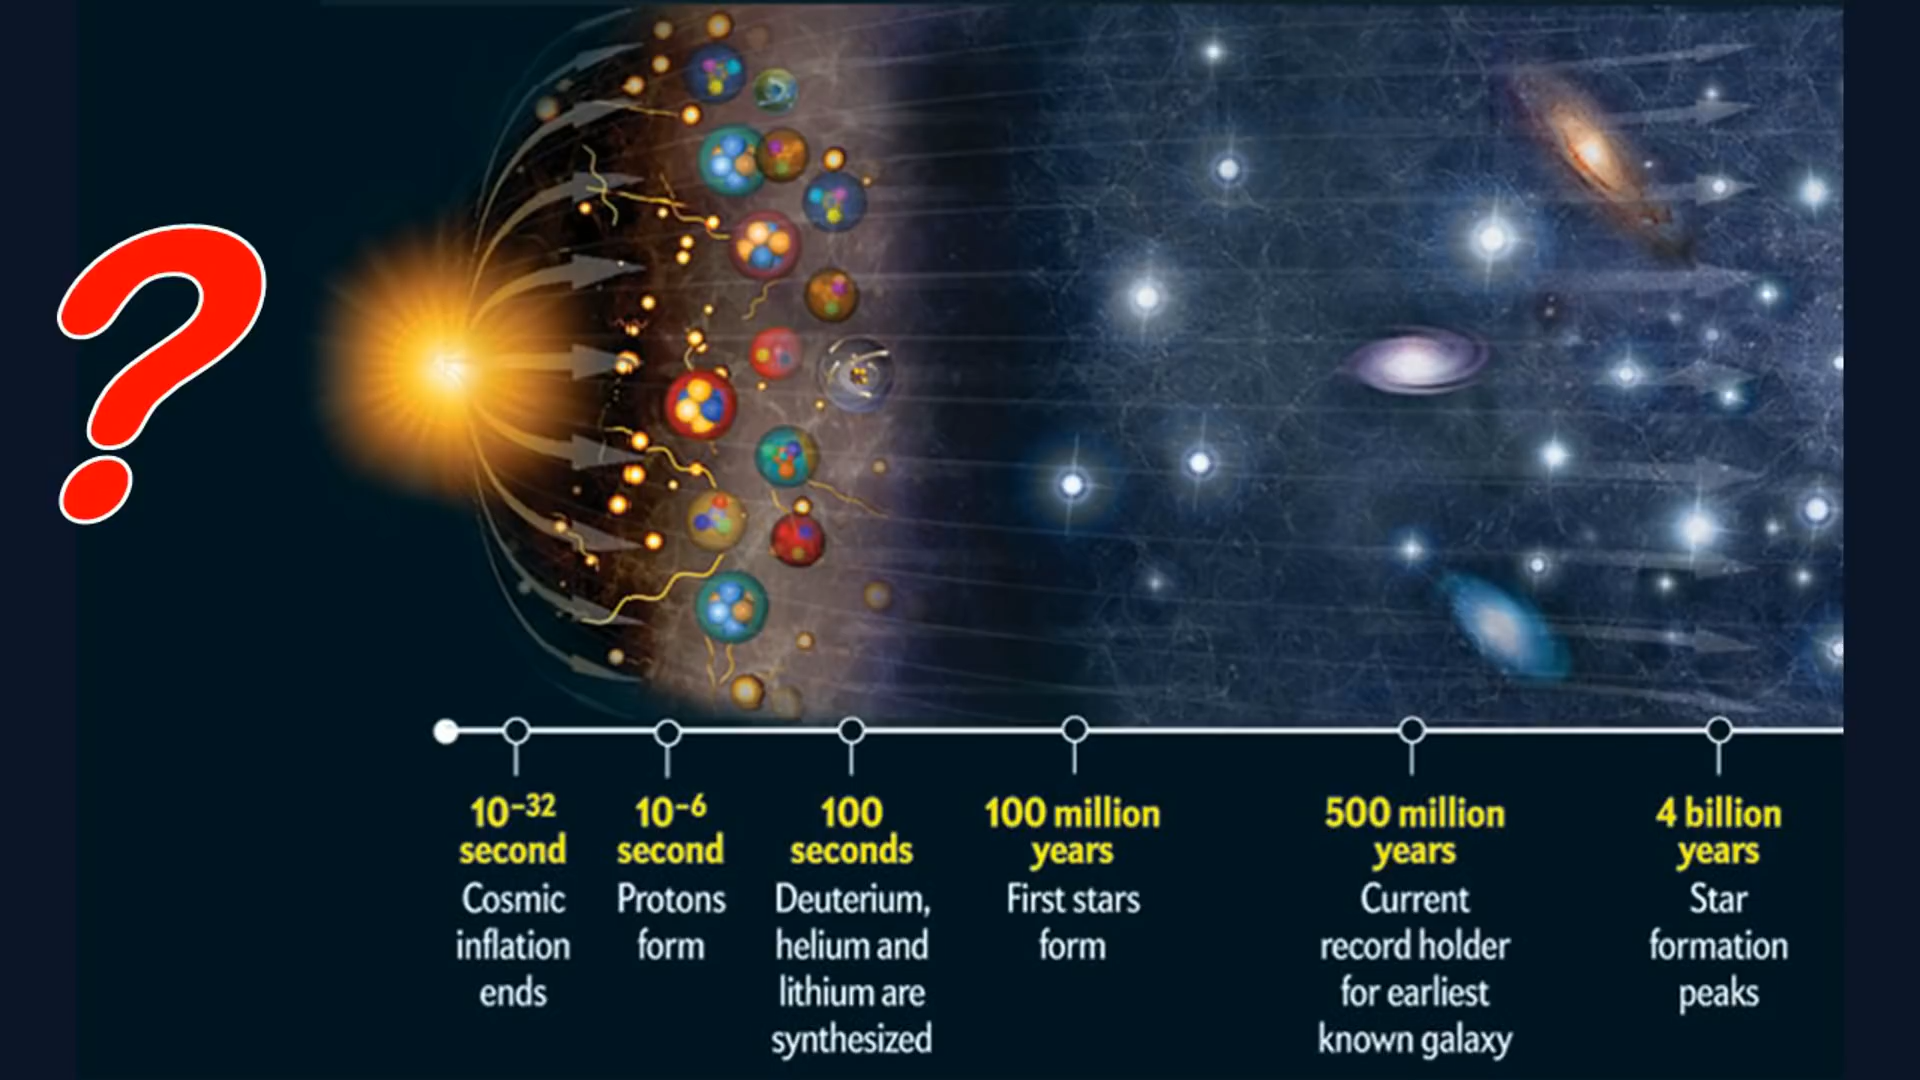 ?
10⁻³²
second
Cosmic
inflation
ends
10⁻⁶
second
Protons
form
100
seconds
Deuterium,
helium and
lithium are
synthesized
100 million
years
First stars
form
500 million
years
Current
record holder
for earliest
known galaxy
4 billion
years
Star
formation
peaks